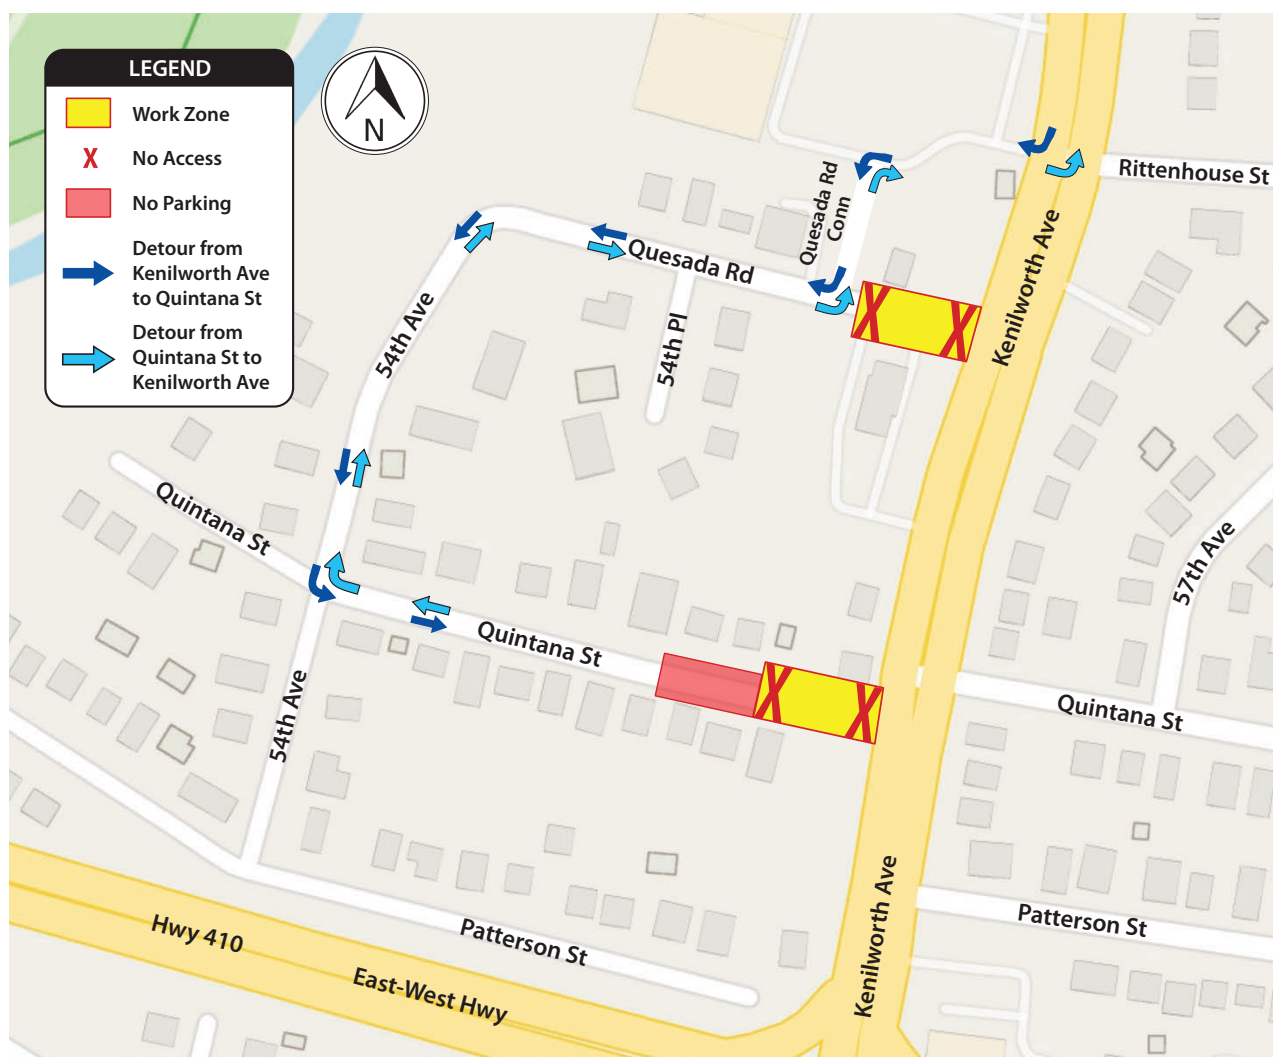 LEGEND
Work Zone
X No Access
No Parking
Detour from
Kenilworth Ave
to Quintana St
Detour from
Quintana St to
Kenilworth Ave
N
Rittenhouse St
Quesada Rd
Conn
Quesada Rd
Kenilworth Ave
54th Ave
54th Pl
Quintana St
57th Ave
Quintana St
54th Ave
Quintana St
Kenilworth Ave
Patterson St
Patterson St
Hwy 410
East-West Hwy